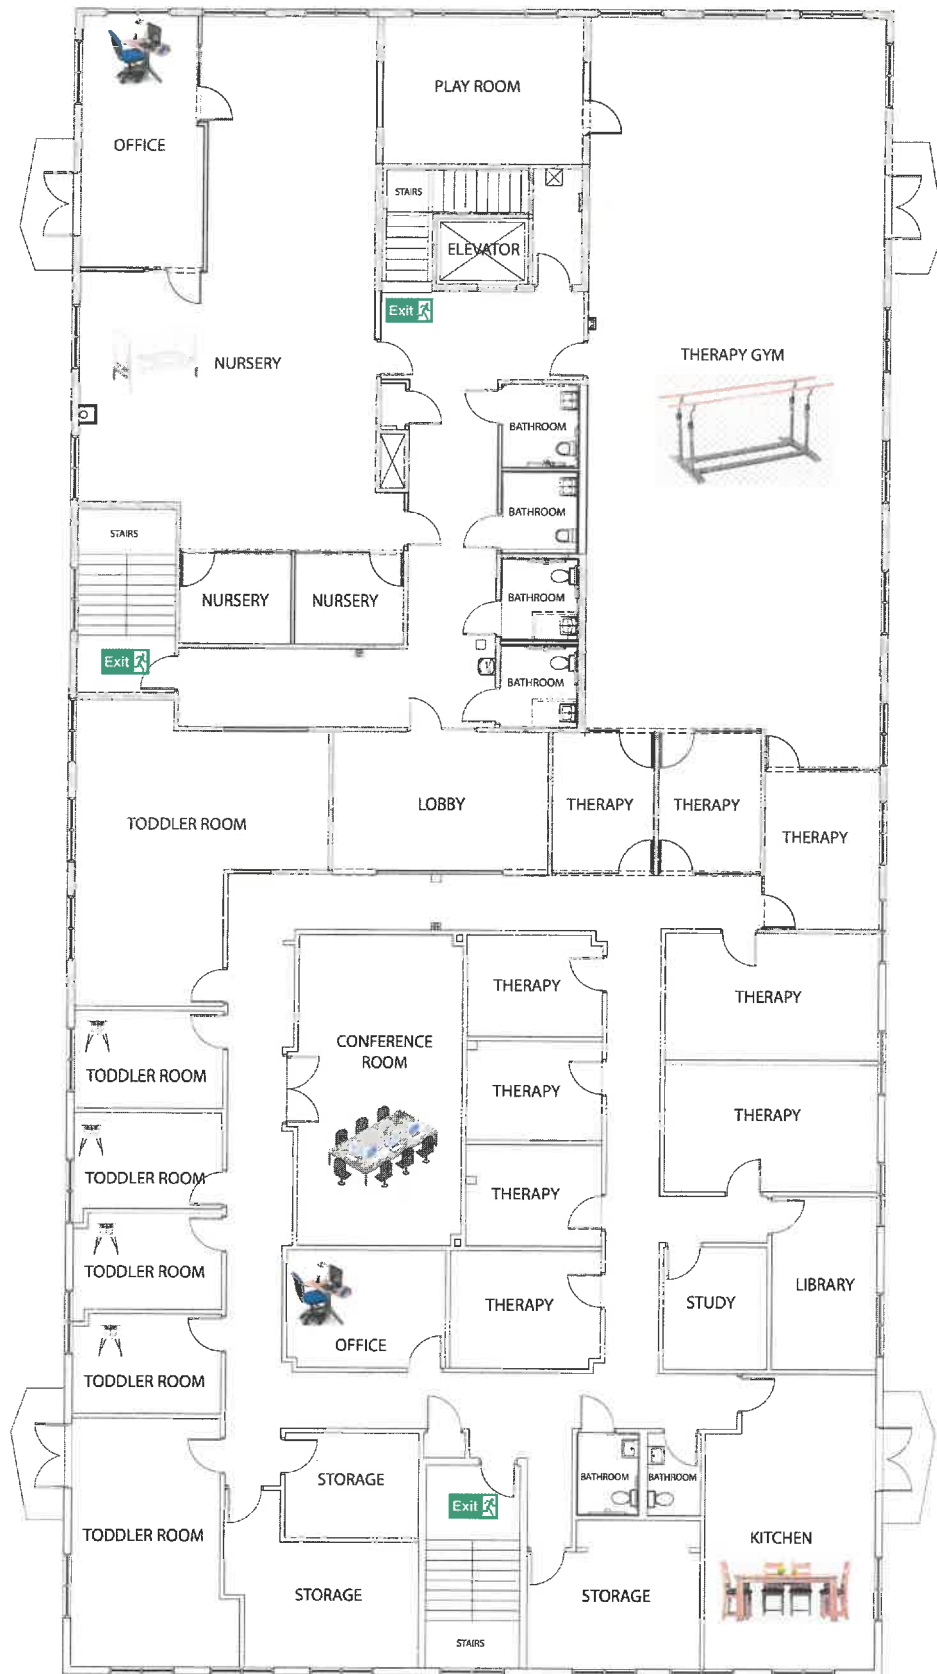 PLAY ROOM
OFFICE
STAIRS
ELEVATOR
Exit
NURSERY
THERAPY GYM
BATHROOM
BATHROOM
STAIRS
NURSERY
NURSERY
BATHROOM
Exit
BATHROOM
LOBBY
THERAPY
THERAPY
TODDLER ROOM
THERAPY
THERAPY
THERAPY
CONFERENCE
ROOM
TODDLER ROOM
THERAPY
THERAPY
TODDLER ROOM
THERAPY
TODDLER ROOM
LIBRARY
THERAPY
STUDY
OFFICE
TODDLER ROOM
STORAGE
BATHROOM
BATHROOM
Exit
TODDLER ROOM
KITCHEN
STORAGE
STORAGE
STAIRS